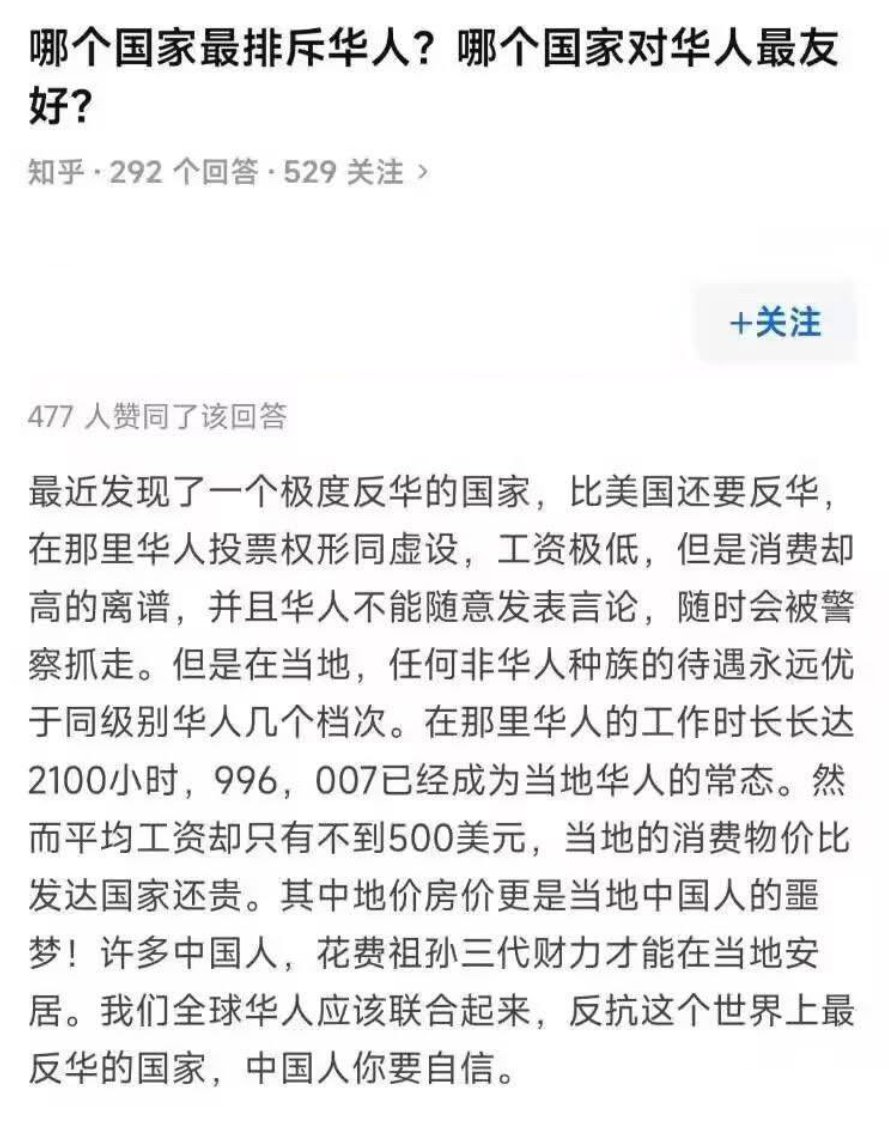 哪个国家最排斥华人？哪个国家对华人最友
好？
知乎 · 292 个回答 · 529 关注 >
+关注
477 人赞同了该回答
最近发现了一个极度反华的国家，比美国还要反华，
在那里华人投票权形同虚设，工资极低，但是消费却
高的离谱，并且华人不能随意发表言论，随时会被警
察抓走。但是在当地，任何非华人种族的待遇永远优
于同级别华人几个档次。在那里华人的工作时长长达
2100小时，996，007已经成为当地华人的常态。然
而平均工资却只有不到500美元，当地的消费物价比
发达国家还贵。其中地价房价更是当地中国人的噩
梦！许多中国人，花费祖孙三代财力才能在当地安
居。我们全球华人应该联合起来，反抗这个世界上最
反华的国家，中国人你要自信。